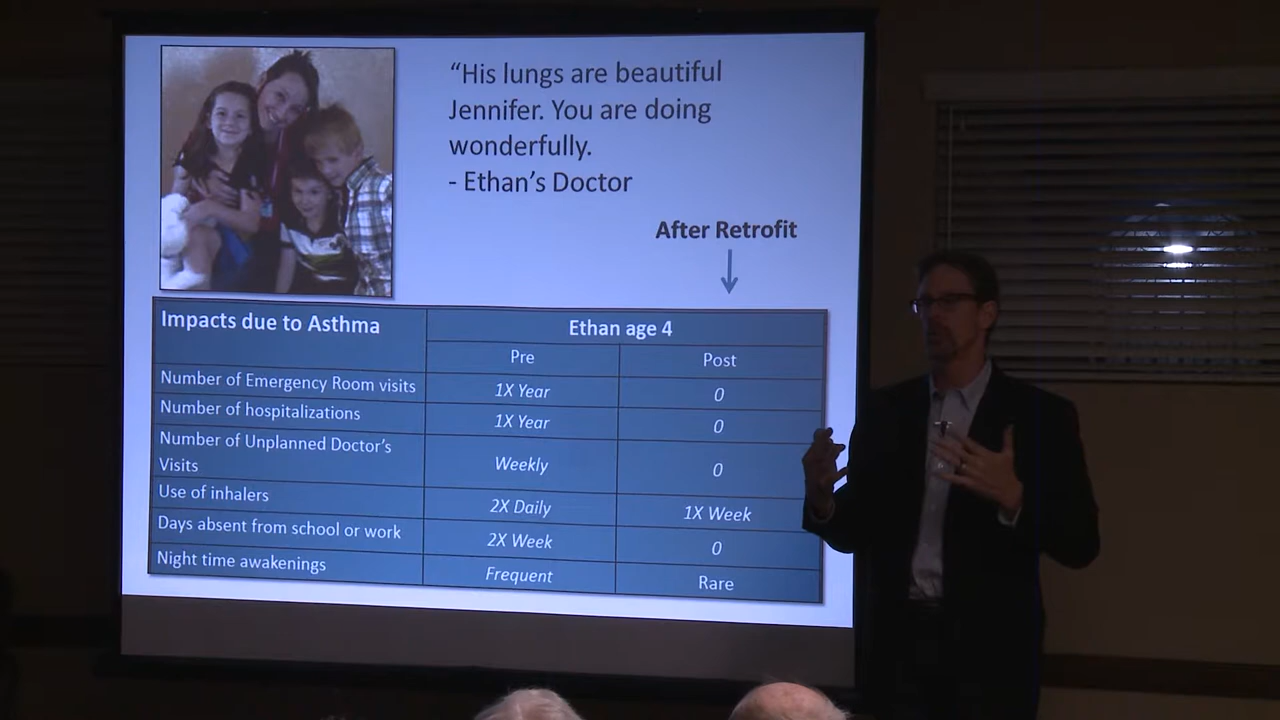 “His lungs are beautiful
Jennifer. You are doing
wonderfully.
- Ethan’s Doctor
After Retrofit
Impacts due to Asthma
Ethan age 4
Pre
Post
Number of Emergency Room visits
1X Year
0
Number of hospitalizations
1X Year
0
Number of Unplanned Doctor’s
Visits
Weekly
0
Use of inhalers
2X Daily
1X Week
Days absent from school or work
2X Week
0
Night time awakenings
Frequent
Rare